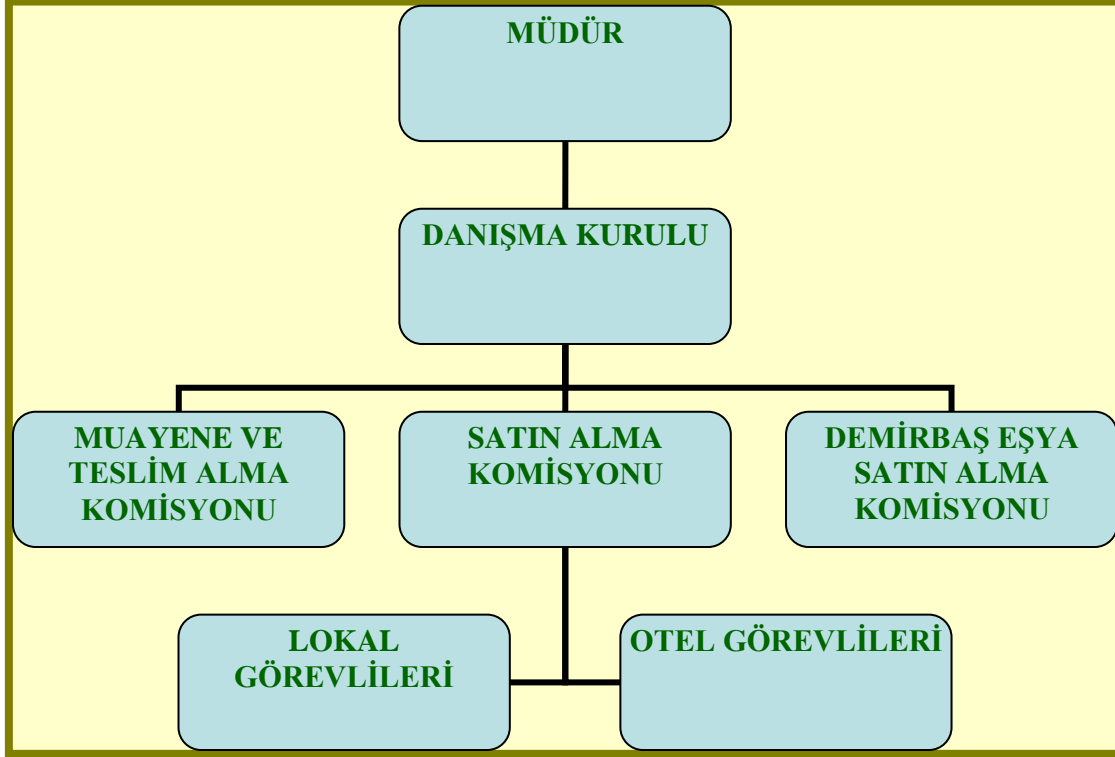 MÜDÜR
DANIŞMA KURULU
MUAYENE VE
TESLİM ALMA
KOMİSYONU
SATIN ALMA
KOMİSYONU
DEMİRBAŞ EŞYA
SATIN ALMA
KOMİSYONU
LOKAL
GÖREVLİLERİ
OTEL GÖREVLİLERİ